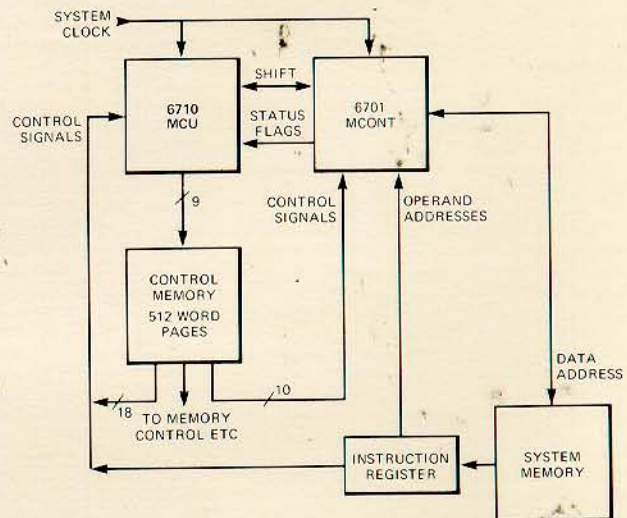 SYSTEM
CLOCK
SHIFT
6710
MCU
6701
MCONT
CONTROL
SIGNALS
STATUS
FLAGS
9
CONTROL
SIGNALS
OPERAND
ADDRESSES
CONTROL
MEMORY
512 WORD
PAGES
DATA
ADDRESS
18
10
TO MEMORY
CONTROL ETC
INSTRUCTION
REGISTER
SYSTEM
MEMORY